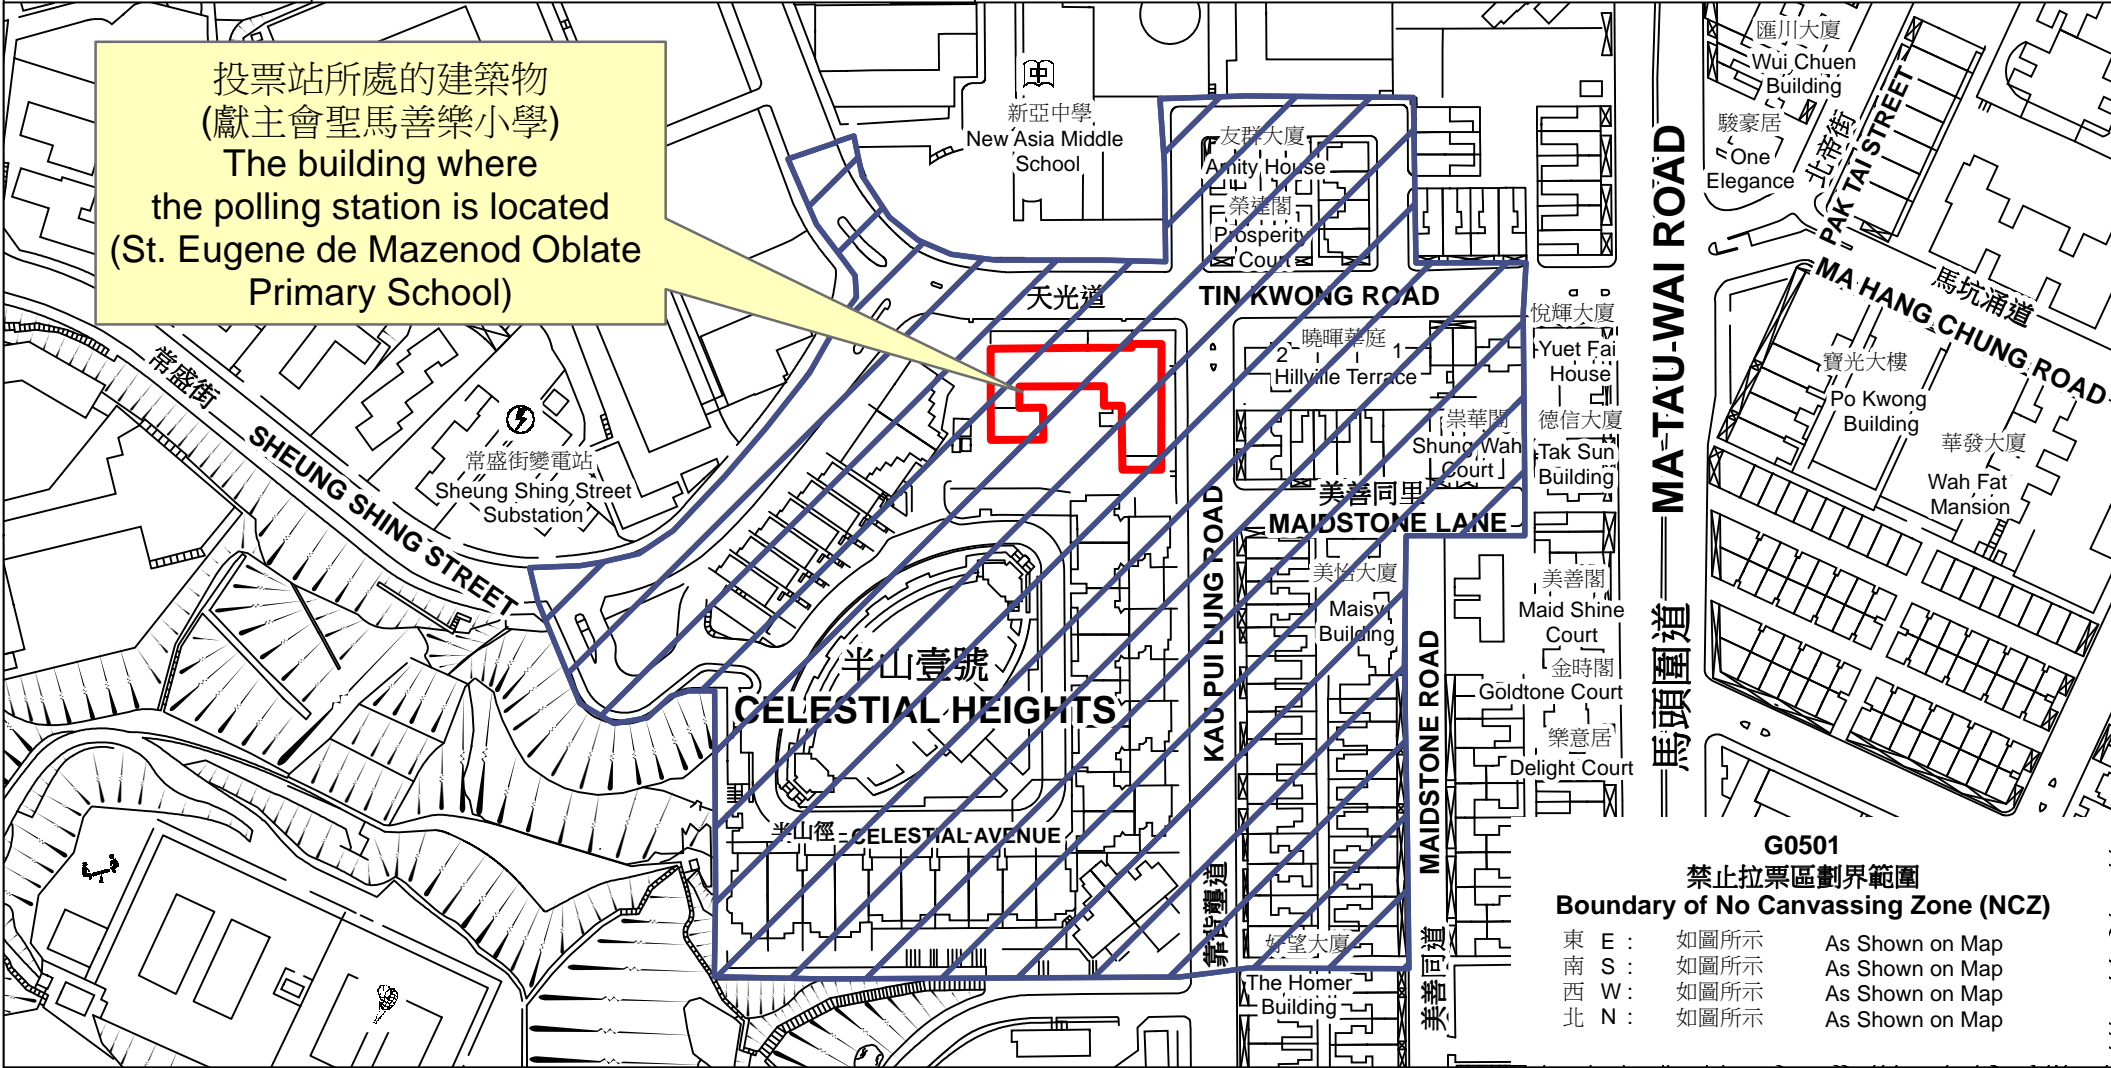 投票站所處的建築物
(獻主會聖馬善樂小學)
The building where
the polling station is located
(St. Eugene de Mazenod Oblate
Primary School)
新亞中學
New Asia Middle
School
友群大廈
Amity House
榮達閣
Prosperity
Court
匯川大廈
Wui Chuen
Building
駿豪居
One
Elegance
北帝街
PAK TAI STREET
馬坑涌道
MA HANG CHUNG ROAD
天光道
TIN KWONG ROAD
曉暉華庭
2
1
Hillville Terrace
悅輝大廈
Yuet Fai
House
寶光大樓
Po Kwong
Building
華發大廈
Wah Fat
Mansion
崇華閣
Shung Wah
Court
德信大廈
Tak Sun
Building
常盛街
SHEUNG SHING STREET
常盛街變電站
Sheung Shing Street
Substation
美善同里
MAIDSTONE LANE
美怡大廈
Maisy
Building
美善閣
Maid Shine
Court
金時閣
Goldtone Court
樂意居
Delight Court
半山壹號
CELESTIAL HEIGHTS
半山徑
CELESTIAL AVENUE
KAU PUI LUNG ROAD
靠背壟道
MAIDSTONE ROAD
美善同道
MA TAU WAI ROAD
馬頭圍道
好望大廈
The Homer
Building
G0501
禁止拉票區劃界範圍
Boundary of No Canvassing Zone (NCZ)
東 E : 如圖所示 As Shown on Map
南 S : 如圖所示 As Shown on Map
西 W : 如圖所示 As Shown on Map
北 N : 如圖所示 As Shown on Map